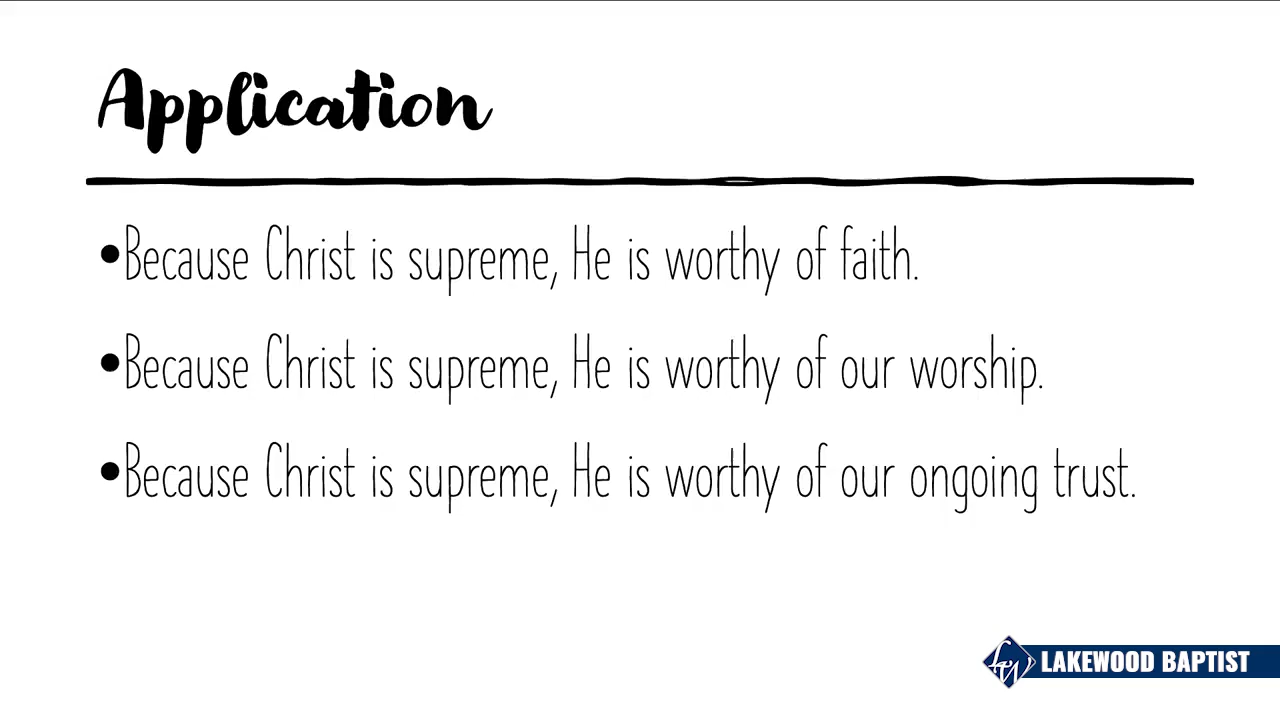 Application
•Because Christ is supreme, He is worthy of faith.
•Because Christ is supreme, He is worthy of our worship.
•Because Christ is supreme, He is worthy of our ongoing trust.
LAKEWOOD BAPTIST